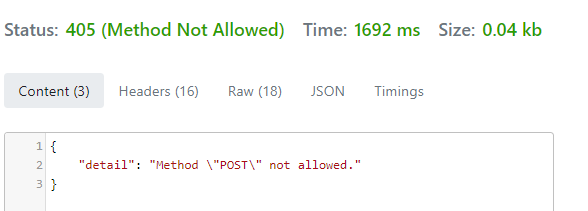 Status: 405 (Method Not Allowed) Time: 1692 ms Size: 0.04 kb
Content (3) Headers (16) Raw (18) JSON Timings
1 {
2 "detail": "Method \"POST\" not allowed."
3 }